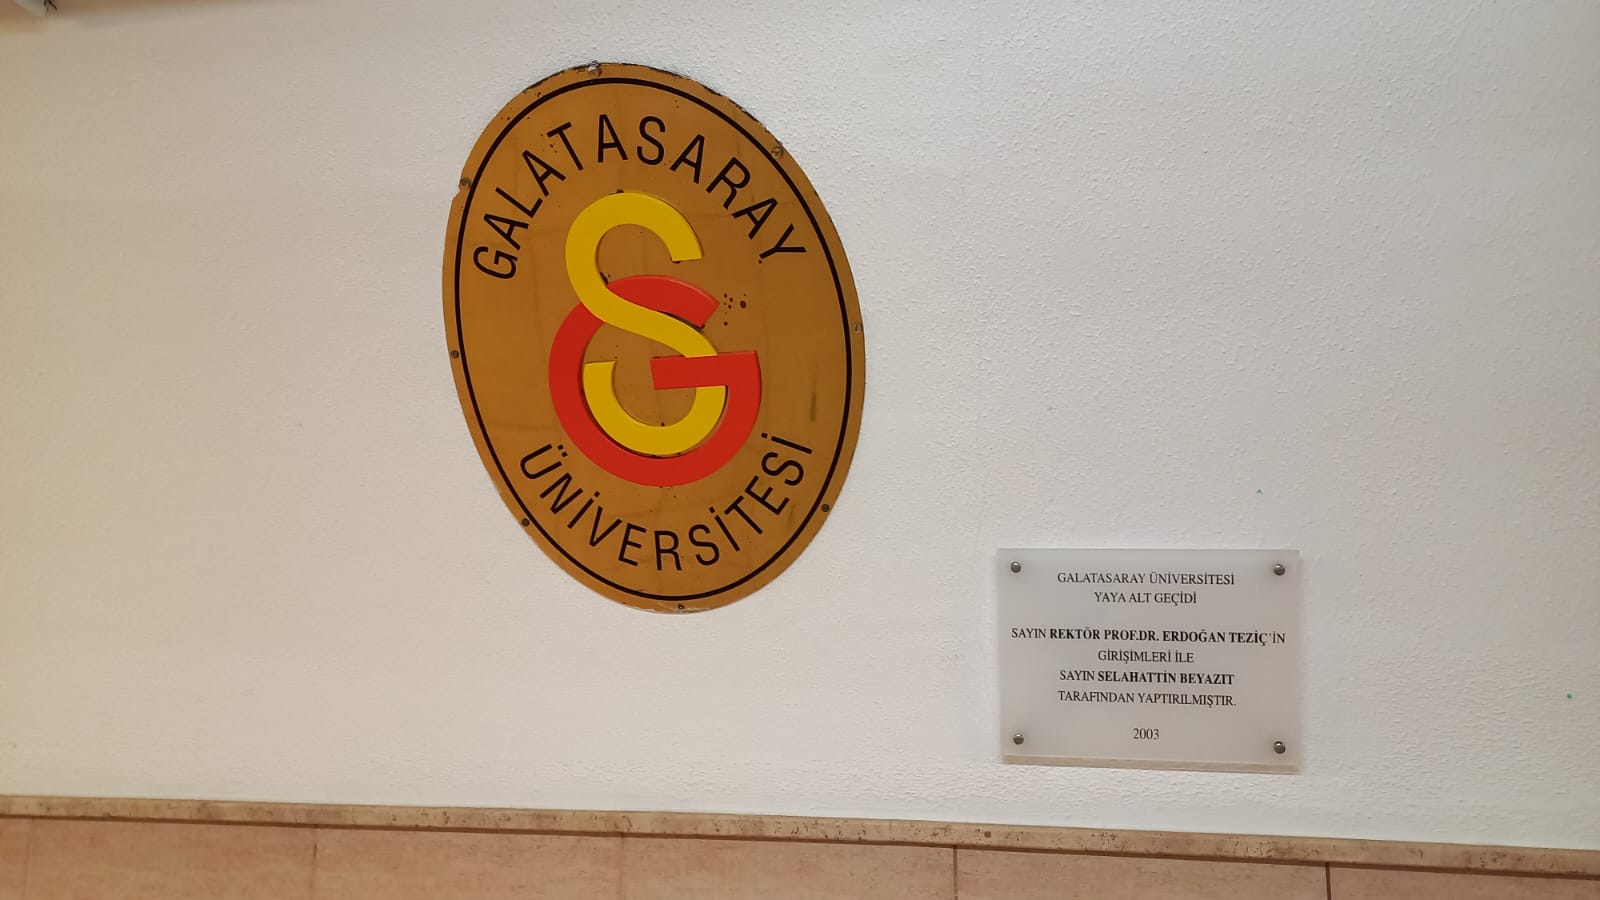 GALATASARAY
SG
ÜNİVERSİTESİ
GALATASARAY ÜNİVERSİTESİ
YAYA ALT GEÇİDİ
SAYIN REKTÖR PROF.DR. ERDOĞAN TEZİÇ'İN
GİRİŞİMLERİ İLE
SAYIN SELAHATTİN BEYAZIT
TARAFINDAN YAPTIRILMIŞTIR.
2003